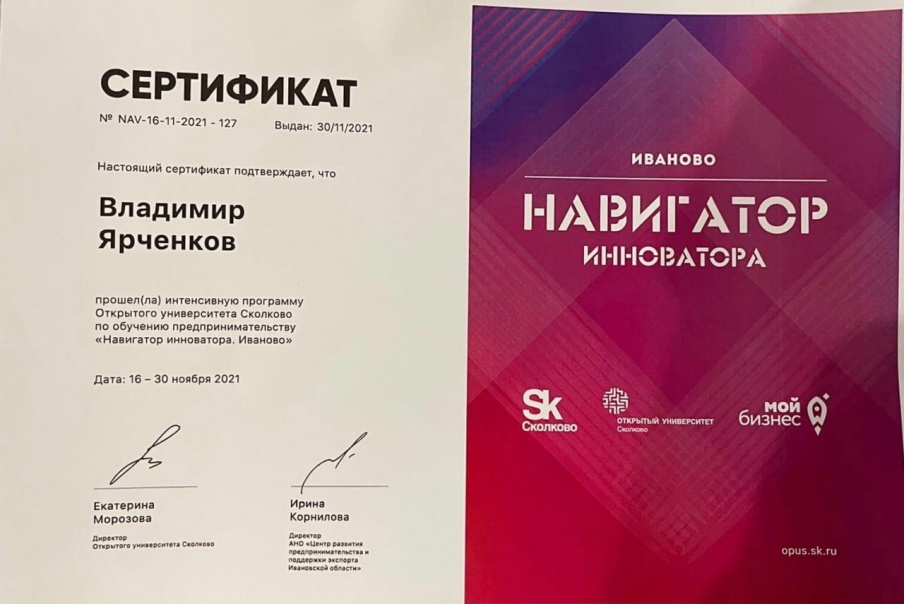 СЕРТИФИКАТ
№ NAV-16-11-2021 - 127 Выдан: 30/11/2021
Настоящий сертификат подтверждает, что
Владимир
Ярченков
прошел(ла) интенсивную программу
Открытого университета Сколково
по обучению предпринимательству
«Навигатор инноватора. Иваново»
Дата: 16 – 30 ноября 2021
Екатерина
Морозова
Директор
Открытого университета Сколково
Ирина
Корнилова
Директор
АНО «Центр развития
предпринимательства и
поддержки экспорта
Ивановской области»
ИВАНОВО
НАВИГАТОР
ИННОВАТОРА
Sk
Сколково
ОТКРЫТЫЙ УНИВЕРСИТЕТ
Сколково
мой
бизнес
opus.sk.ru